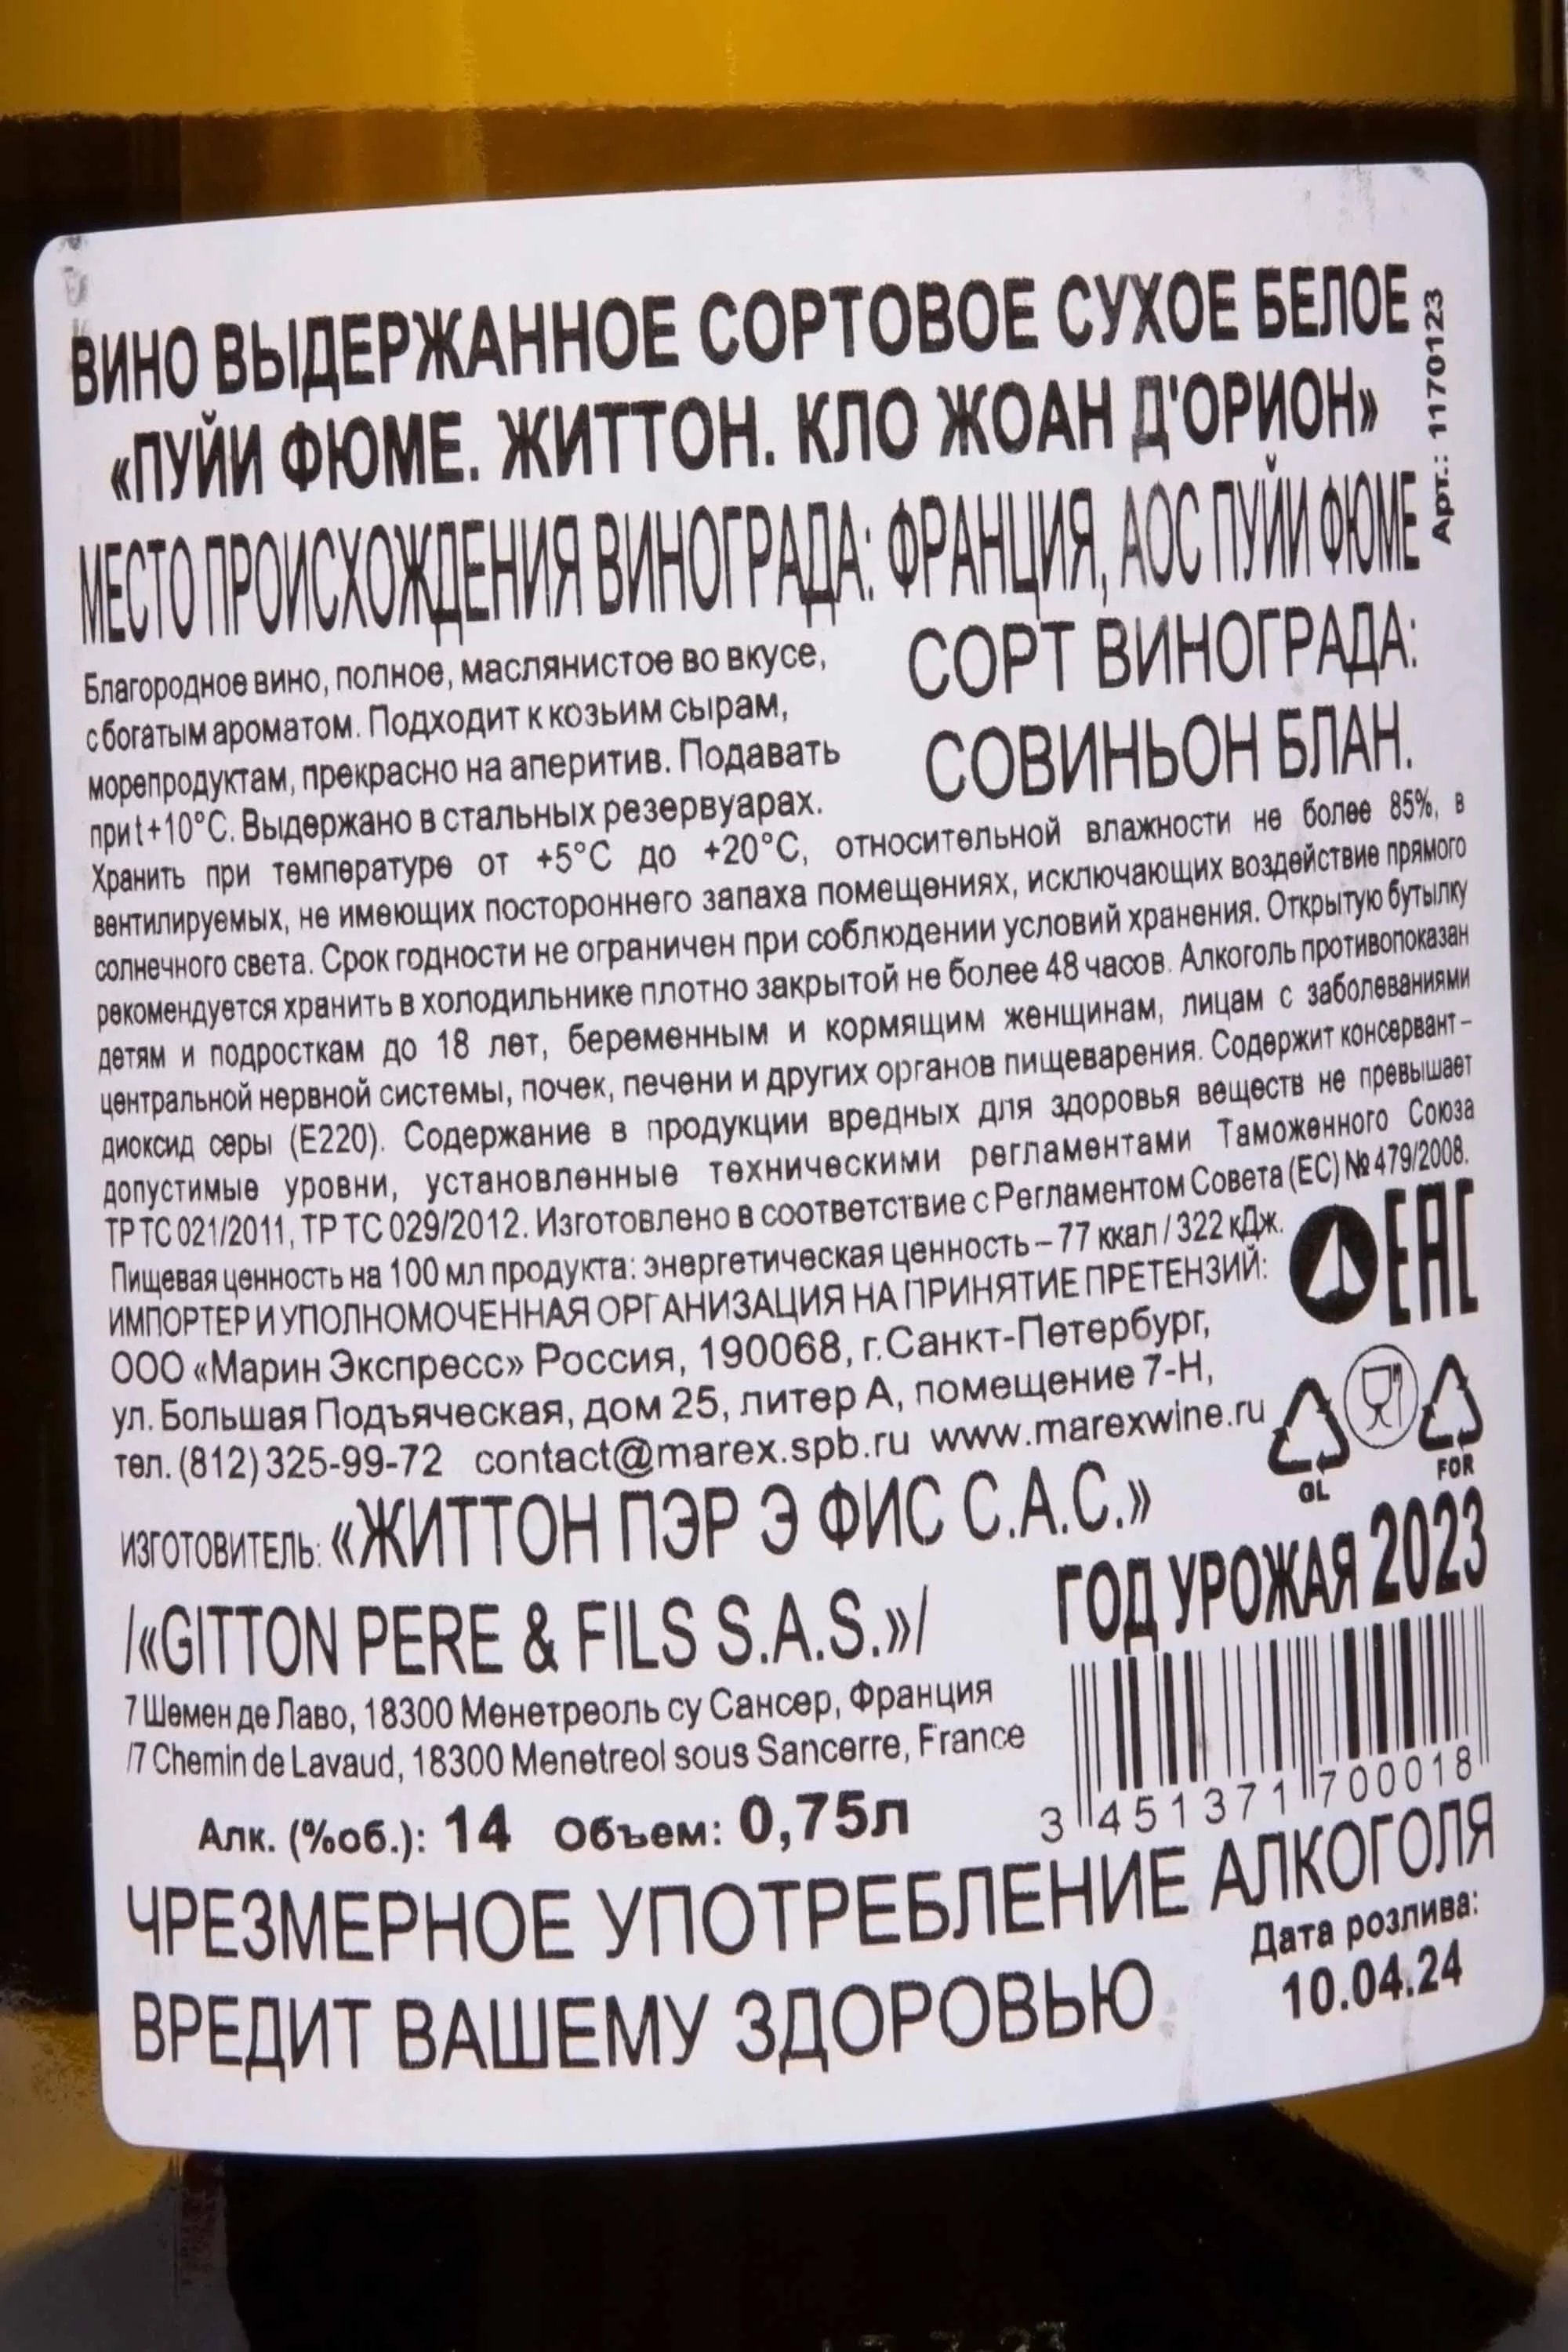 ВИНО ВЫДЕРЖАННОЕ СОРТОВОЕ СУХОЕ БЕЛОЕ
«ПУЙИ ФЮМЕ. ЖИТТОН. КЛО ЖОАН Д'ОРИОН»
Арт.: 1170123
МЕСТО ПРОИСХОЖДЕНИЯ ВИНОГРАДА: ФРАНЦИЯ, АОС ПУЙИ ФЮМЕ
Благородное вино, полное, маслянистое во вкусе,
с богатым ароматом. Подходит к козьим сырам,
морепродуктам, прекрасно на аперитив. Подавать
при t +10°С. Выдержано в стальных резервуарах.
СОРТ ВИНОГРАДА:
СОВИНЬОН БЛАН.
Хранить при температуре от +5°С до +20°С, относительной влажности не более 85%, в
вентилируемых, не имеющих постороннего запаха помещениях, исключающих воздействие прямого
солнечного света. Срок годности не ограничен при соблюдении условий хранения. Открытую бутылку
рекомендуется хранить в холодильнике плотно закрытой не более 48 часов. Алкоголь противопоказан
детям и подросткам до 18 лет, беременным и кормящим женщинам, лицам с заболеваниями
центральной нервной системы, почек, печени и других органов пищеварения. Содержит консервант –
диоксид серы (Е220). Содержание в продукции вредных для здоровья веществ не превышает
допустимые уровни, установленные техническими регламентами Таможенного Союза
ТР ТС 021/2011, ТР ТС 029/2012. Изготовлено в соответствие с Регламентом Совета (ЕС) № 479/2008.
Пищевая ценность на 100 мл продукта: энергетическая ценность – 77 ккал / 322 кДж.
ИМПОРТЕР И УПОЛНОМОЧЕННАЯ ОРГАНИЗАЦИЯ НА ПРИНЯТИЕ ПРЕТЕНЗИЙ:
ООО «Марин Экспресс» Россия, 190068, г.Санкт-Петербург,
ул. Большая Подъяческая, дом 25, литер А, помещение 7-Н,
тел. (812) 325-99-72 contact@marex.spb.ru www.marexwine.ru
ЕАС
GL
FOR
ИЗГОТОВИТЕЛЬ: «ЖИТТОН ПЭР Э ФИС С.А.С.»
/«GITTON PERE & FILS S.A.S.»/
7 Шемен де Лаво, 18300 Менетреоль су Сансер, Франция
/7 Chemin de Lavaud, 18300 Menetreol sous Sancerre, France
ГОД УРОЖАЯ 2023
3 451371 700018
Алк. (%об.): 14 Объем: 0,75л
ЧРЕЗМЕРНОЕ УПОТРЕБЛЕНИЕ АЛКОГОЛЯ
ВРЕДИТ ВАШЕМУ ЗДОРОВЬЮ
Дата розлива:
10.04.24